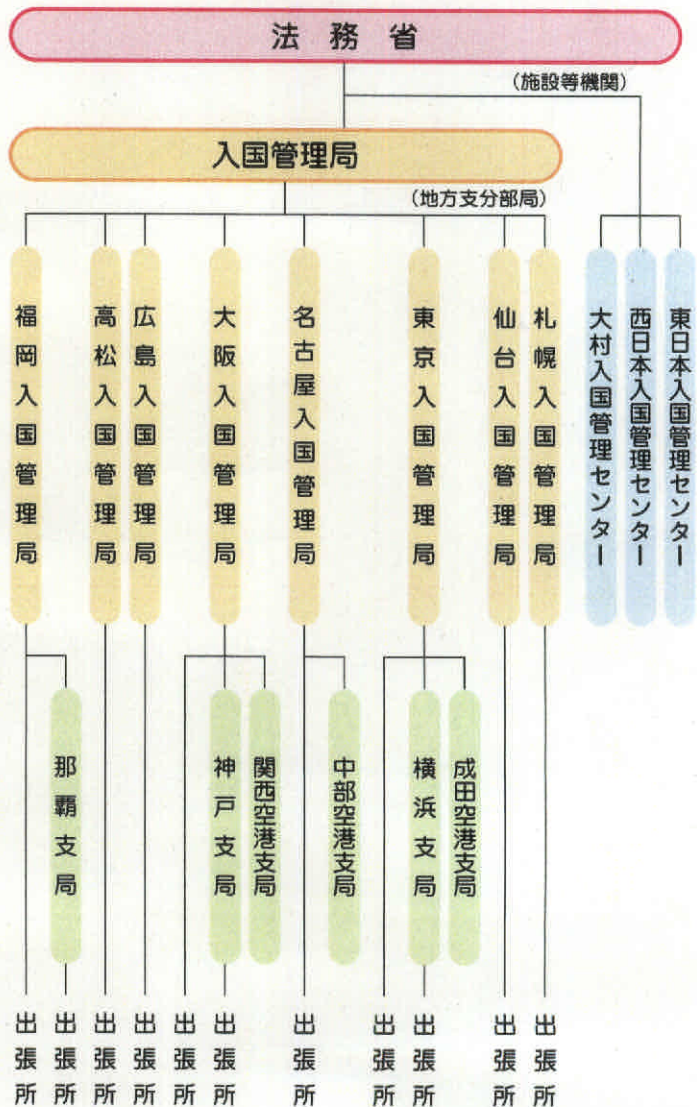 法務省
(施設等機関)
入国管理局
(地方支分部局)
東日本入国管理センター
西日本入国管理センター
大村入国管理センター
札幌入国管理局
仙台入国管理局
東京入国管理局
名古屋入国管理局
大阪入国管理局
広島入国管理局
高松入国管理局
福岡入国管理局
成田空港支局
横浜支局
中部空港支局
関西空港支局
神戸支局
那覇支局
出張所
出張所
出張所
出張所
出張所
出張所
出張所
出張所
出張所
出張所
出張所